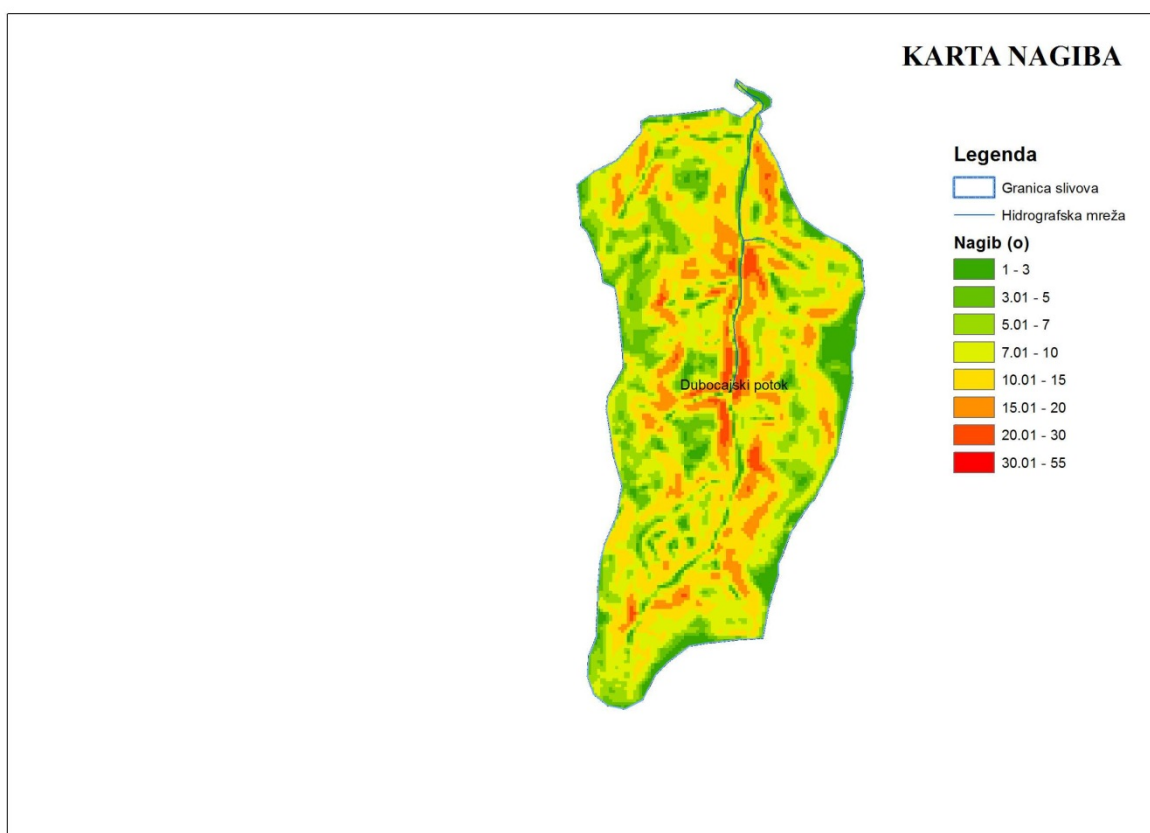 KARTA NAGIBA
Legenda
Granica slivova
Hidrografska mreža
Nagib (o)
1 - 3
3.01 - 5
5.01 - 7
7.01 - 10
10.01 - 15
15.01 - 20
20.01 - 30
30.01 - 55
Dubocajski potok